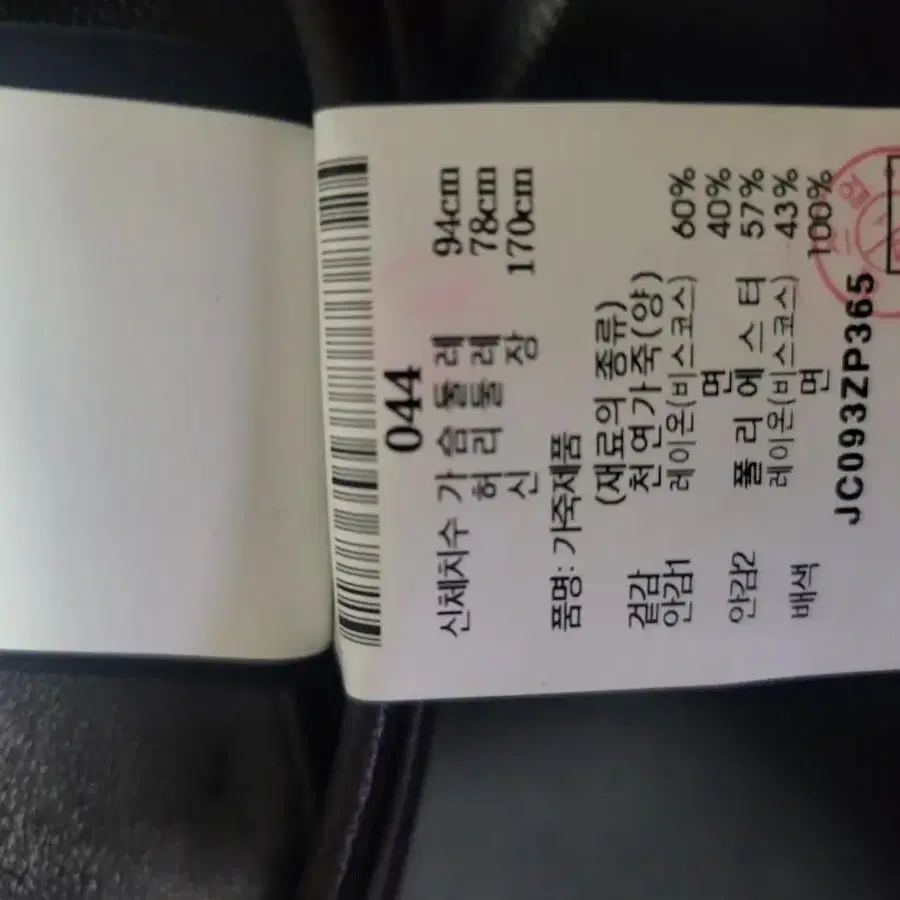 044
신체치수 가슴둘레 94cm
허리둘레 78cm
신 장 170cm
품명: 가죽제품
(재료의 종류)
겉감 천연가죽(양)
안감1 레이온(비스코스) 60%
면 40%
안감2 폴리에스터 57%
레이온(비스코스) 43%
배색 면 100%
JC093ZP365